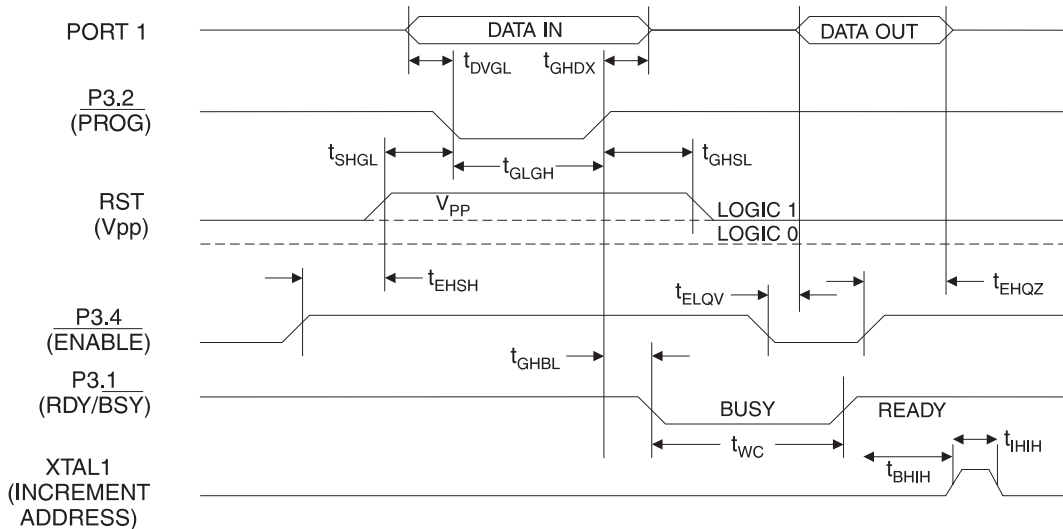 PORT 1
DATA IN
DATA OUT
tDVGL
tGHDX
P3.2
(PROG)
tSHGL
tGLGH
tGHSL
RST
(Vpp)
VPP
LOGIC 1
LOGIC 0
tEHSH
tELQV
tEHQZ
P3.4
(ENABLE)
tGHBL
P3.1
(RDY/BSY)
BUSY
READY
tWC
tIHIH
tBHIH
XTAL1
(INCREMENT
ADDRESS)